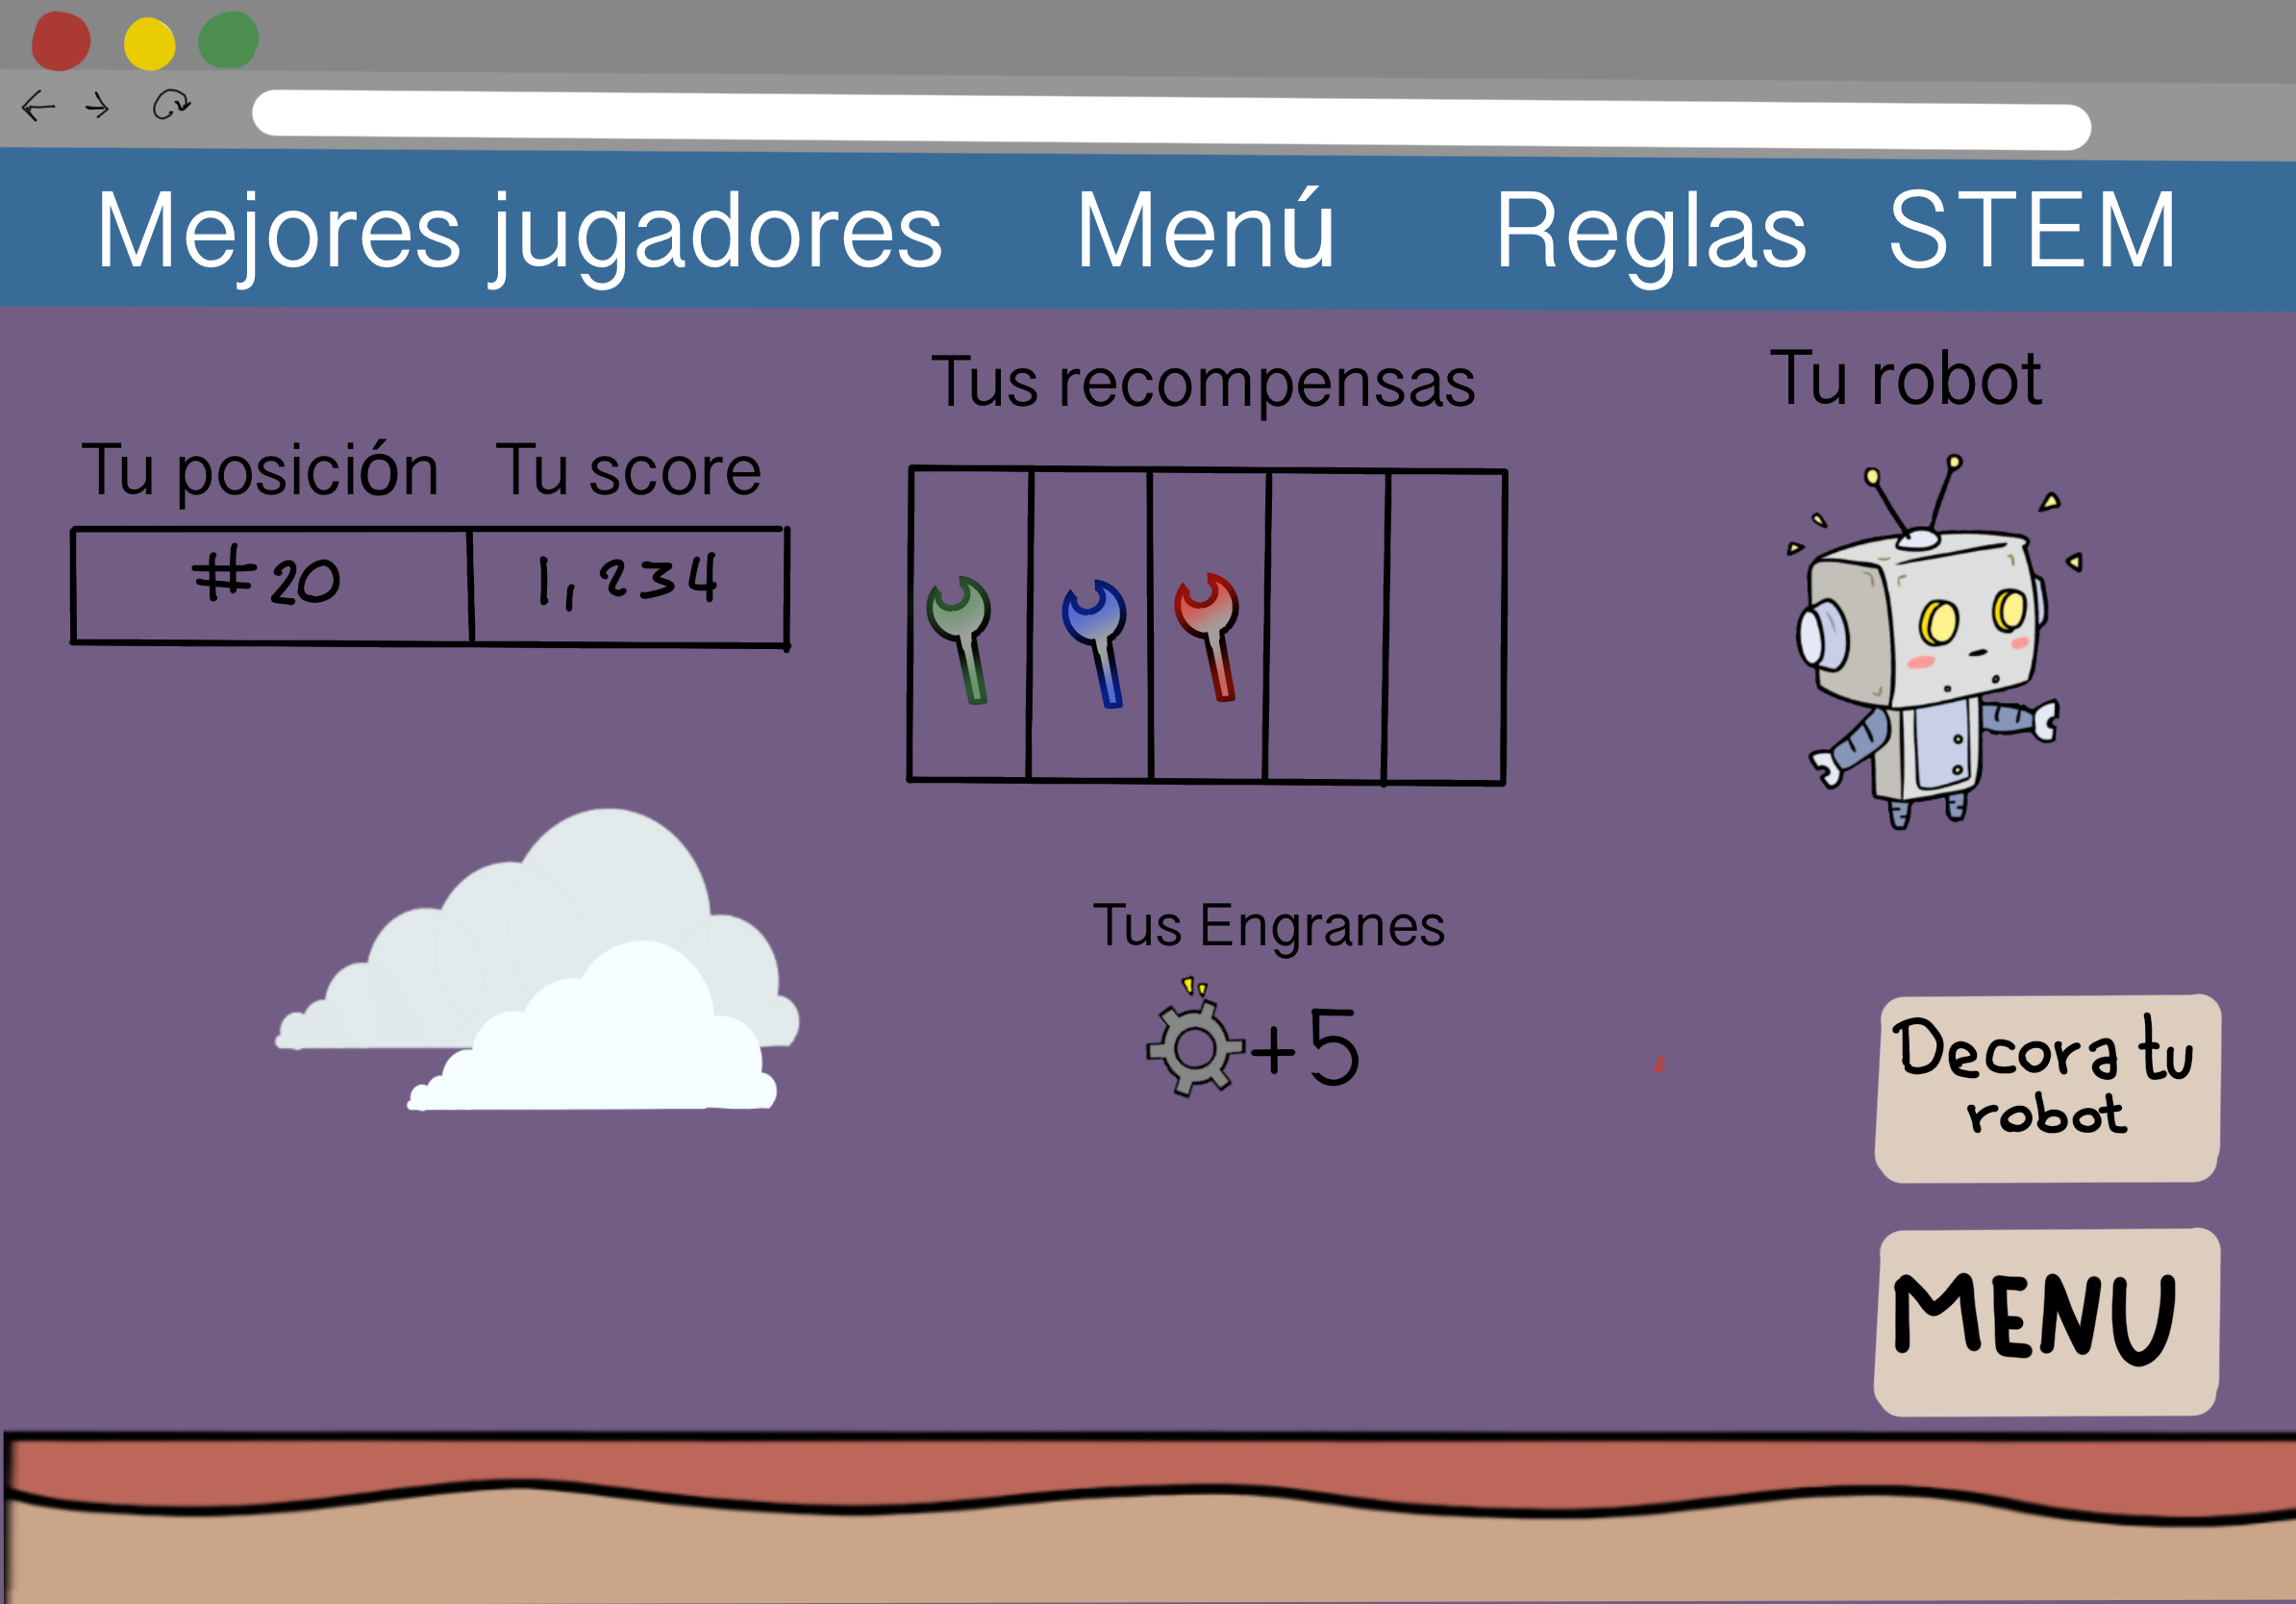 Mejores jugadores Menú Reglas STEM
Tus recompensas
Tu robot
Tu posición Tu score
#20 1,234
Tus Engranes
+5
Decora tu
robot
MENU